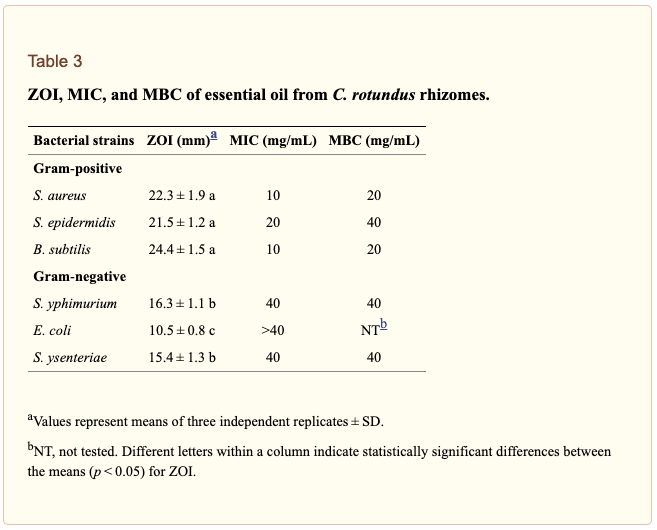 Table 3
ZOI, MIC, and MBC of essential oil from C. rotundus rhizomes.
Bacterial strains ZOI (mm)a MIC (mg/mL) MBC (mg/mL)
Gram-positive
S. aureus 22.3 ± 1.9 a 10 20
S. epidermidis 21.5 ± 1.2 a 20 40
B. subtilis 24.4 ± 1.5 a 10 20
Gram-negative
S. yphimurium 16.3 ± 1.1 b 40 40
E. coli 10.5 ± 0.8 c >40 NTb
S. ysenteriae 15.4 ± 1.3 b 40 40
aValues represent means of three independent replicates ± SD.
bNT, not tested. Different letters within a column indicate statistically significant differences between
the means (p < 0.05) for ZOI.